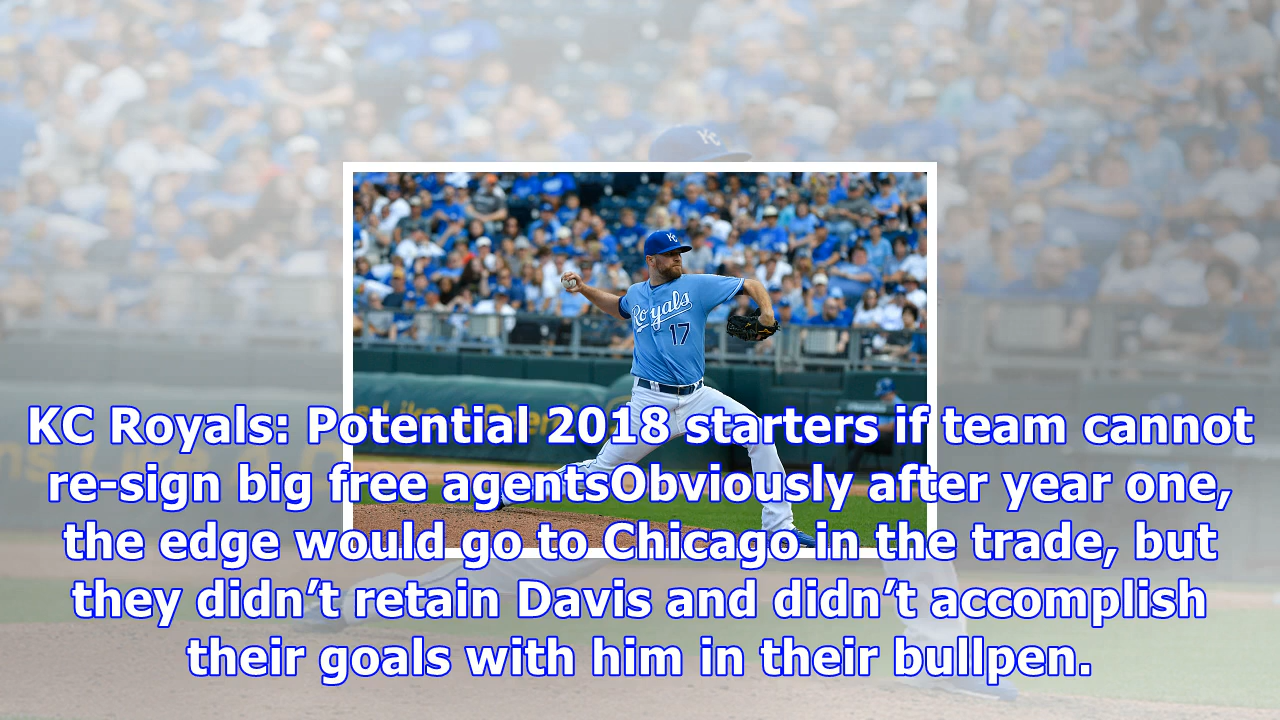 KC
Royals
17
KC Royals: Potential 2018 starters if team cannot
re-sign big free agentsObviously after year one,
the edge would go to Chicago in the trade, but
they didn’t retain Davis and didn’t accomplish
their goals with him in their bullpen.